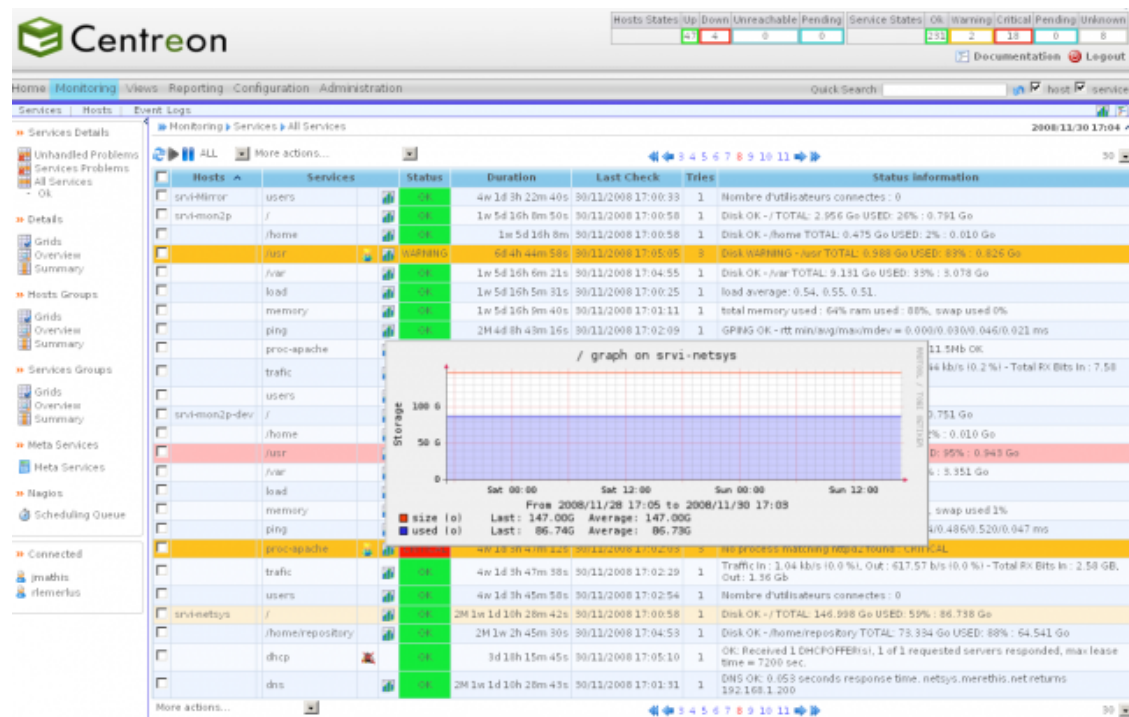 Centreon
Hosts States Up Down Unreachable Pending Service States Ok Warning Critical Pending Unknown
47 4 0 0 231 2 18 0 8
Documentation Logout
Home Monitoring Views Reporting Configuration Administration Quick Search host service
Services | Hosts | Event Logs
Monitoring Services All Services 2008/11/30 17:04
Services Details
Unhandled Problems
Services Problems
All Services
- Ok
Details
Grids
Overview
Summary
Hosts Groups
Grids
Overview
Summary
Services Groups
Grids
Overview
Summary
Meta Services
Meta Services
Nagios
Scheduling Queue
Connected
jmathis
rlemerlus
ALL More actions... 3 4 5 6 7 8 9 10 11 30
Hosts Services Status Duration Last Check Tries Status information
srvi-Mirror users OK 4w 1d 3h 22m 40s 30/11/2008 17:00:33 1 Nombre d'utilisateurs connectes : 0
srvi-mon2p / OK 1w 5d 16h 8m 50s 30/11/2008 17:00:58 1 Disk OK - / TOTAL: 2.956 Go USED: 26% : 0.791 Go
/home OK 1w 5d 16h 8m 30/11/2008 17:00:58 1 Disk OK - /home TOTAL: 0.475 Go USED: 2% : 0.010 Go
/usr WARNING 6d 4h 44m 58s 30/11/2008 17:05:05 3 Disk WARNING - /usr TOTAL: 0.988 Go USED: 83% : 0.826 Go
/var OK 1w 5d 16h 6m 21s 30/11/2008 17:04:55 1 Disk OK - /var TOTAL: 9.131 Go USED: 33% : 3.078 Go
load OK 1w 5d 16h 5m 31s 30/11/2008 17:00:25 1 load average: 0.54, 0.55, 0.51.
memory OK 1w 5d 16h 9m 40s 30/11/2008 17:01:11 1 total memory used : 64% ram used : 88%, swap used 0%
ping OK 2M 4d 8h 43m 16s 30/11/2008 17:02:09 1 GPING OK - rtt min/avg/max/mdev = 0.000/0.030/0.046/0.021 ms
proc-apache 11.5Mb OK
trafic kb/s (0.2 %) - Total RX Bits In : 7.58
users
srvi-mon2p-dev / 0.751 Go
/home 2% : 0.010 Go
/usr D: 95% : 0.943 Go
/var : 3.351 Go
load
memory , swap used 1%
ping /0.486/0.520/0.047 ms
/ graph on srvi-netsys
Storage
100 G
50 G
0
Sat 00:00 Sat 12:00 Sun 00:00 Sun 12:00
From 2008/11/28 17:05 to 2008/11/30 17:03
size (o) Last: 147.00G Average: 147.00G
used (o) Last: 86.74G Average: 86.73G
proc-apache 4w 1d 3h 47m 12s 30/11/2008 17:02:03 3 No process matching httpd2 found : CRITICAL
trafic OK 4w 1d 3h 47m 38s 30/11/2008 17:02:29 1 Traffic In : 1.04 kb/s (0.0 %), Out : 617.57 b/s (0.0 %) - Total RX Bits In : 2.58 GB,
Out: 1.36 Gb
users OK 4w 1d 3h 45m 58s 30/11/2008 17:02:54 1 Nombre d'utilisateurs connectes : 0
srvi-netsys / OK 2M 1w 1d 10h 28m 42s 30/11/2008 17:00:58 1 Disk OK - / TOTAL: 146.998 Go USED: 59% : 86.738 Go
/home/repository OK 2M 1w 2h 45m 30s 30/11/2008 17:04:53 1 Disk OK - /home/repository TOTAL: 73.334 Go USED: 88% : 64.541 Go
dhcp OK 3d 18h 15m 45s 30/11/2008 17:05:10 1 OK: Received 1 DHCPOFFER(s), 1 of 1 requested servers responded, max lease
time = 7200 sec.
dns OK 2M 1w 1d 10h 28m 43s 30/11/2008 17:01:31 1 DNS OK: 0.053 seconds response time. netsys.merethis.net returns
192.168.1.200
More actions... 3 4 5 6 7 8 9 10 11 30